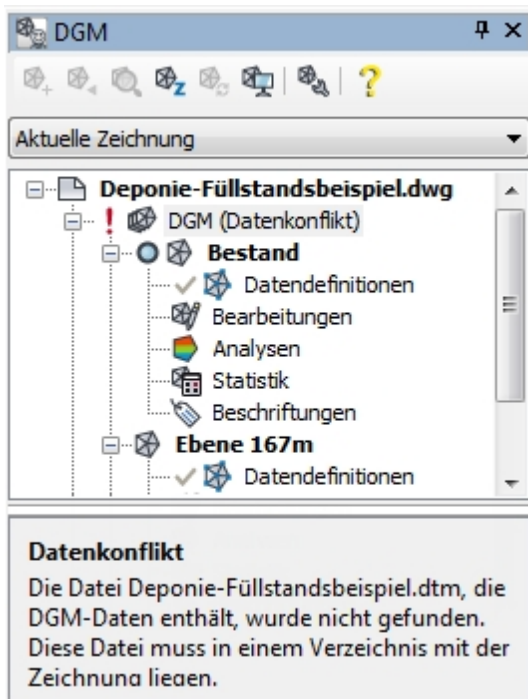 DGM
Aktuelle Zeichnung
Deponie-Füllstandsbeispiel.dwg
DGM (Datenkonflikt)
Bestand
Datendefinitionen
Bearbeitungen
Analysen
Statistik
Beschriftungen
Ebene 167m
Datendefinitionen
Datenkonflikt
Die Datei Deponie-Füllstandsbeispiel.dtm, die
DGM-Daten enthält, wurde nicht gefunden.
Diese Datei muss in einem Verzeichnis mit der
Zeichnung liegen.